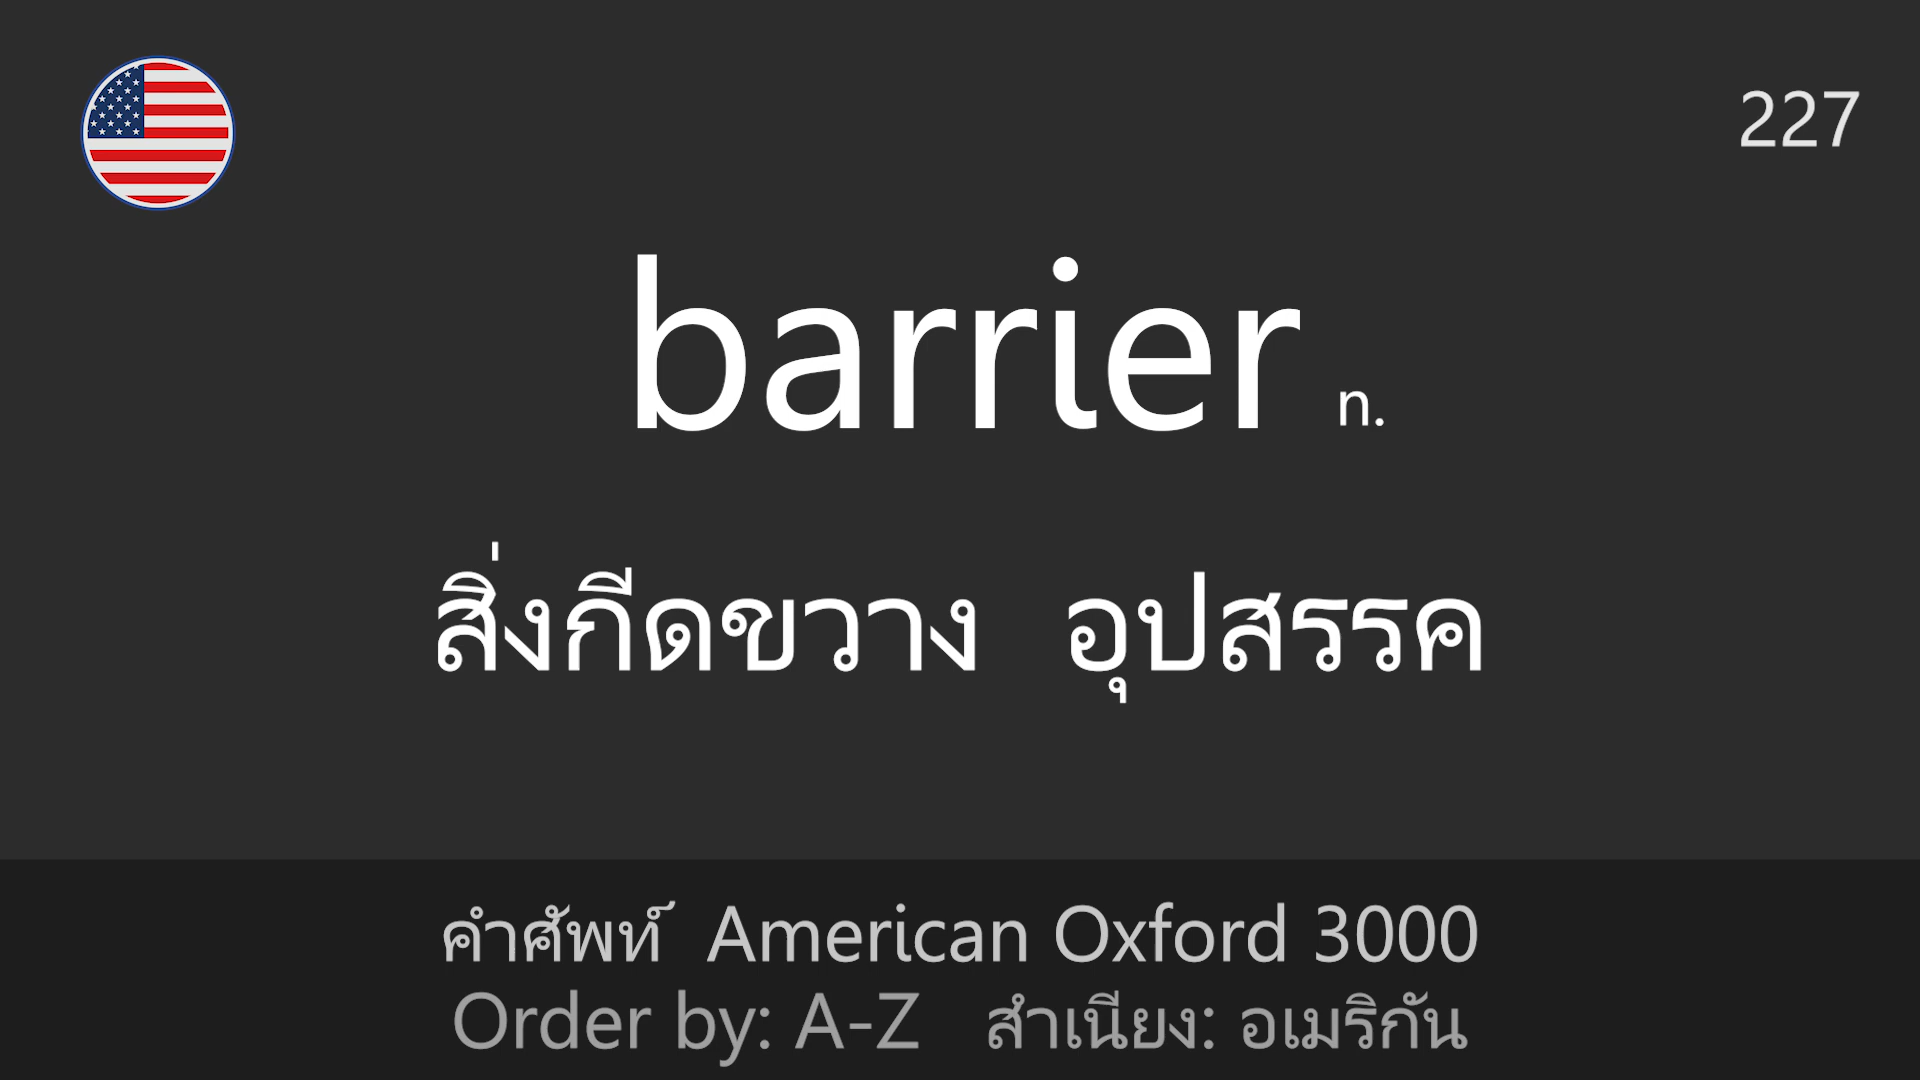 227
barrier n.
สิ่งกีดขวาง อุปสรรค
คำศัพท์ American Oxford 3000
Order by: A-Z สำเนียง: อเมริกัน